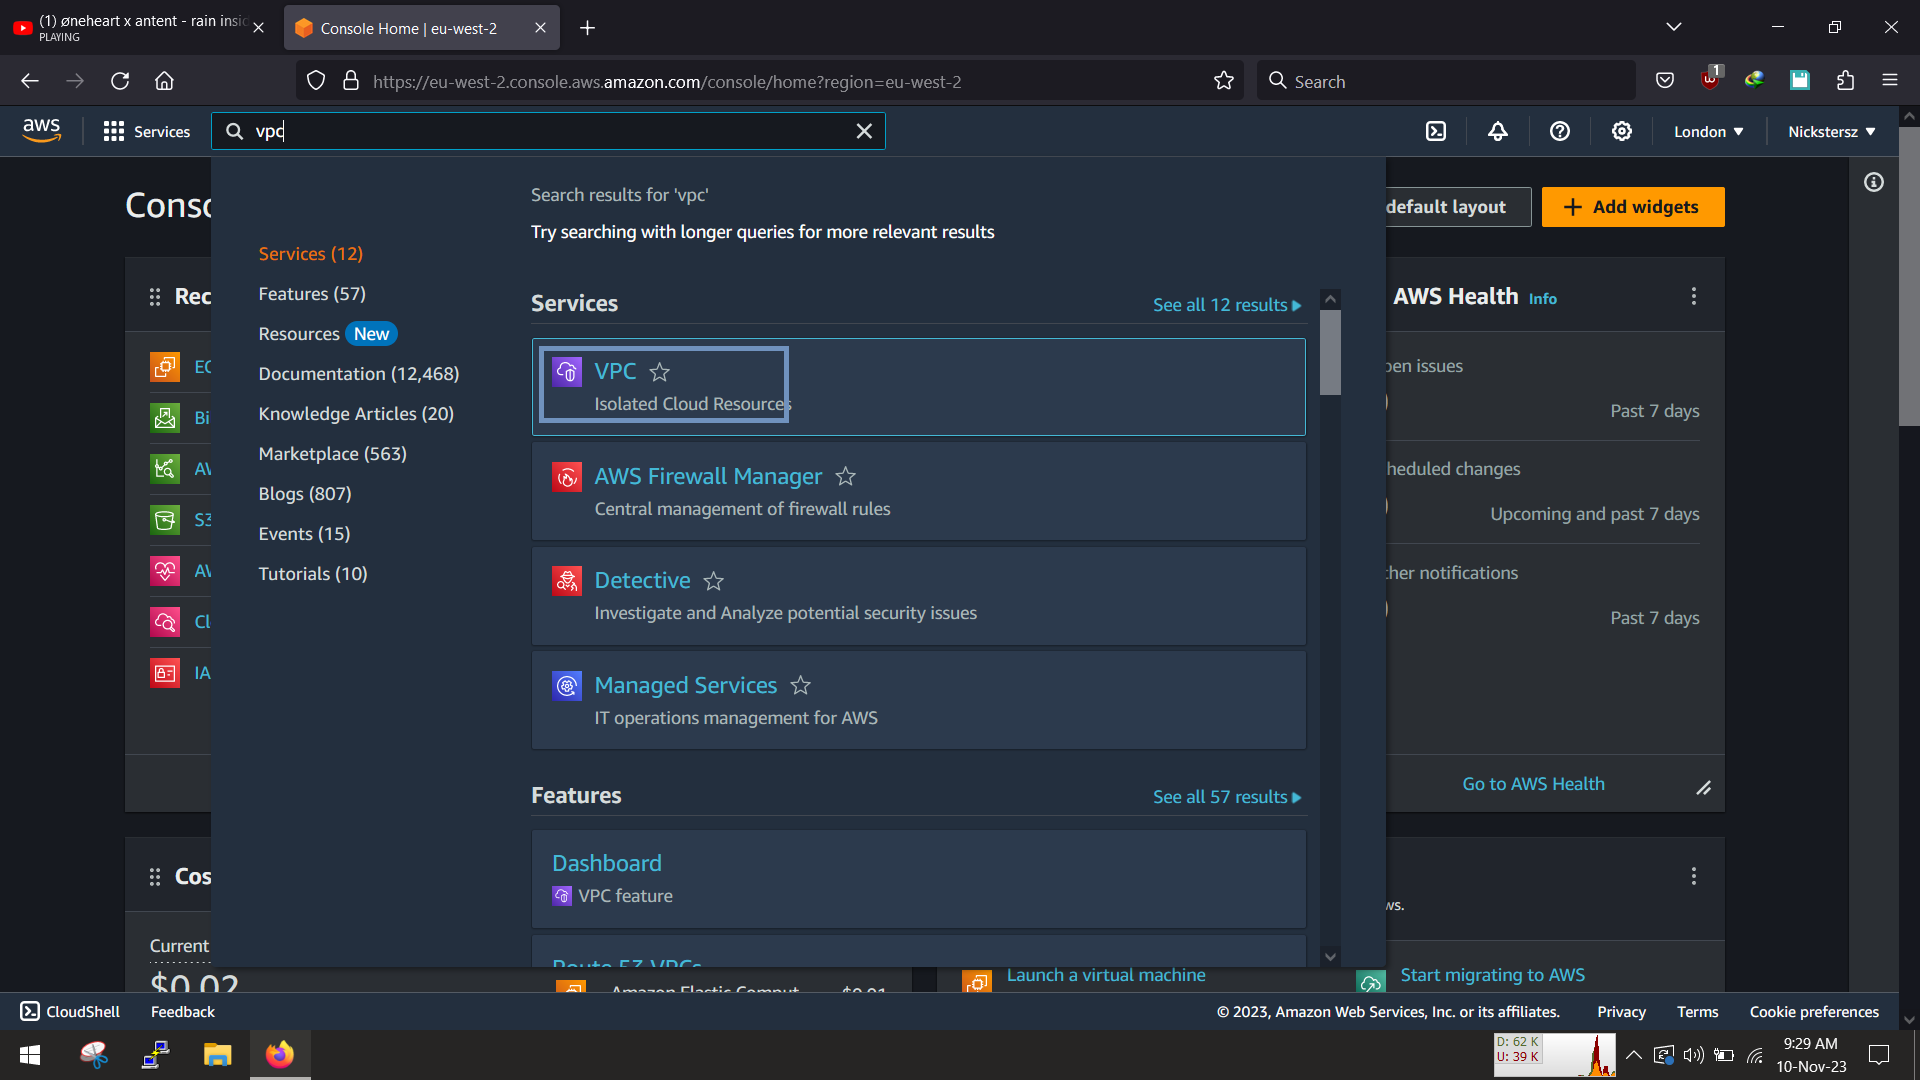 (1) øneheart x antent - rain insid
PLAYING
Console Home | eu-west-2
https://eu-west-2.console.aws.amazon.com/console/home?region=eu-west-2
Search
1
aws
Services
vpc
London
Nickstersz
Search results for 'vpc'
Try searching with longer queries for more relevant results
Conso
default layout
Add widgets
Services (12)
Features (57)
Resources New
Documentation (12,468)
Knowledge Articles (20)
Marketplace (563)
Blogs (807)
Events (15)
Tutorials (10)
Services
See all 12 results
VPC
Isolated Cloud Resources
AWS Firewall Manager
Central management of firewall rules
Detective
Investigate and Analyze potential security issues
Managed Services
IT operations management for AWS
Features
See all 57 results
Dashboard
VPC feature
Route 53 VPCs
Rec
EC
Bi
AW
S3
AW
Cl
IA
AWS Health Info
pen issues
Past 7 days
heduled changes
Upcoming and past 7 days
ther notifications
Past 7 days
Go to AWS Health
Cos
Current
$0.02
Amazon Elastic Comput
$0.01
ws.
Launch a virtual machine
Start migrating to AWS
CloudShell
Feedback
© 2023, Amazon Web Services, Inc. or its affiliates.
Privacy
Terms
Cookie preferences
D: 62 K
U: 39 K
9:29 AM
10-Nov-23